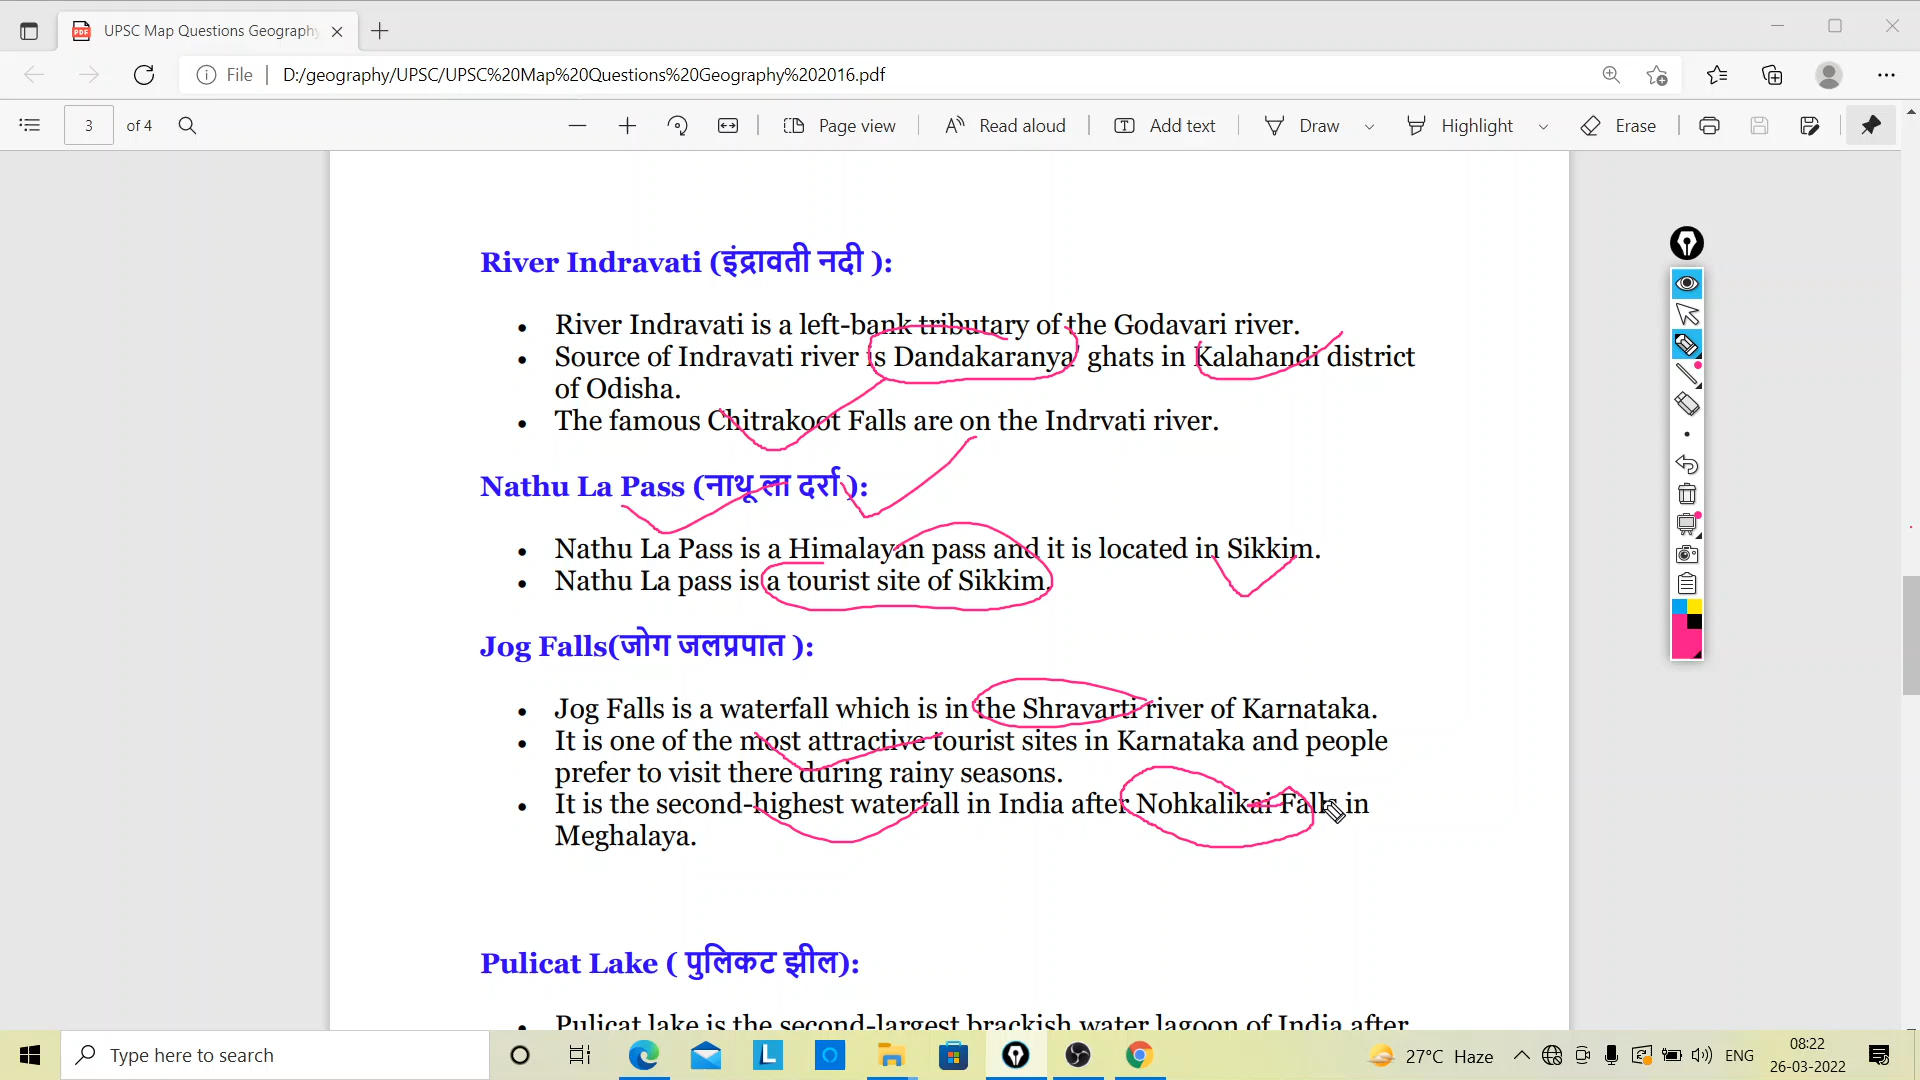 UPSC Map Questions Geography
File
D:/geography/UPSC/UPSC%20Map%20Questions%20Geography%202016.pdf
3 of 4
Page view
Read aloud
Add text
Draw
Highlight
Erase
River Indravati (इंद्रावती नदी ):
• River Indravati is a left-bank tributary of the Godavari river.
• Source of Indravati river is Dandakaranya' ghats in Kalahandi district
of Odisha.
• The famous Chitrakoot Falls are on the Indrvati river.
Nathu La Pass (नाथू ला दर्रा ):
• Nathu La Pass is a Himalayan pass and it is located in Sikkim.
• Nathu La pass is a tourist site of Sikkim.
Jog Falls(जोग जलप्रपात ):
• Jog Falls is a waterfall which is in the Shravarti river of Karnataka.
• It is one of the most attractive tourist sites in Karnataka and people
prefer to visit there during rainy seasons.
• It is the second-highest waterfall in India after Nohkalikai Falls in
Meghalaya.
Pulicat Lake ( पुलिकट झील):
• Pulicat lake is the second-largest brackish water lagoon of India after
Type here to search
27°C Haze
ENG
08:22
26-03-2022